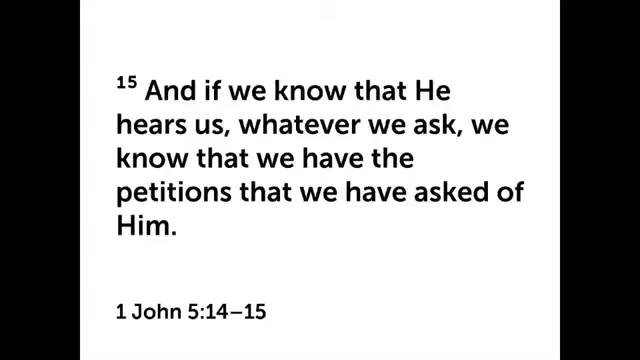 15 And if we know that He
hears us, whatever we ask, we
know that we have the
petitions that we have asked of
Him.
1 John 5:14–15